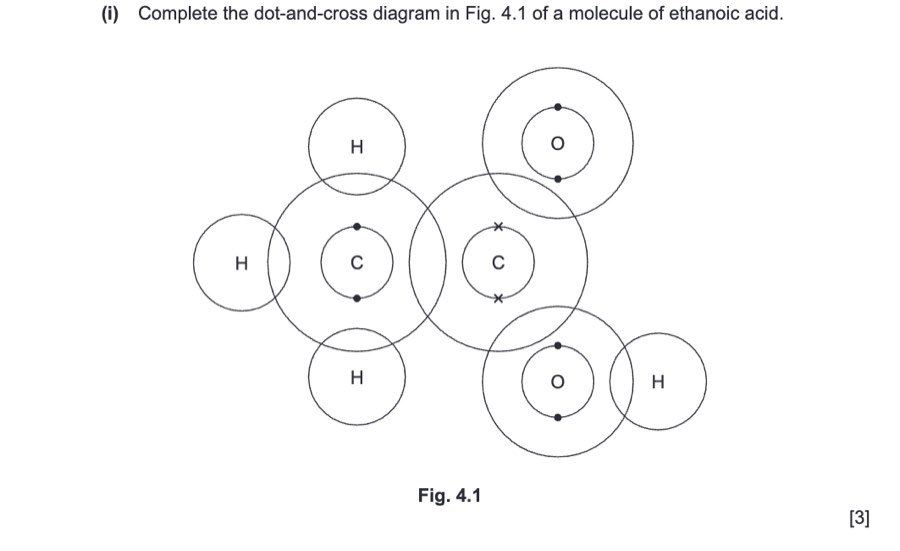 (i) Complete the dot-and-cross diagram in Fig. 4.1 of a molecule of ethanoic acid.
H
O
H
C
C
H
O
H
Fig. 4.1
[3]